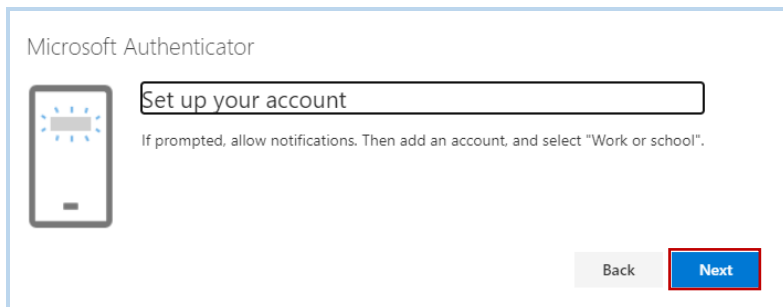 Microsoft Authenticator
Set up your account
If prompted, allow notifications. Then add an account, and select "Work or school".
Back
Next